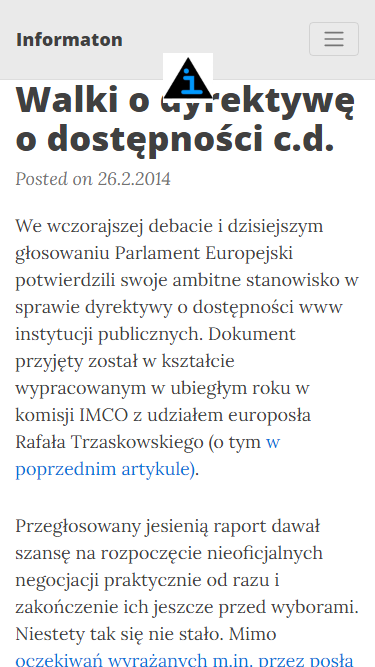 Informaton
Walki o dyrektywę
o dostępności c.d.
Posted on 26.2.2014
We wczorajszej debacie i dzisiejszym
głosowaniu Parlament Europejski
potwierdzili swoje ambitne stanowisko w
sprawie dyrektywy o dostępności www
instytucji publicznych. Dokument
przyjęty został w kształcie
wypracowanym w ubiegłym roku w
komisji IMCO z udziałem europosła
Rafała Trzaskowskiego (o tym w
poprzednim artykule).
Przegłosowany jesienią raport dawał
szansę na rozpoczęcie nieoficjalnych
negocjacji praktycznie od razu i
zakończenie ich jeszcze przed wyborami.
Niestety tak się nie stało. Mimo
oczekiwań wyrażanych m.in. przez posła